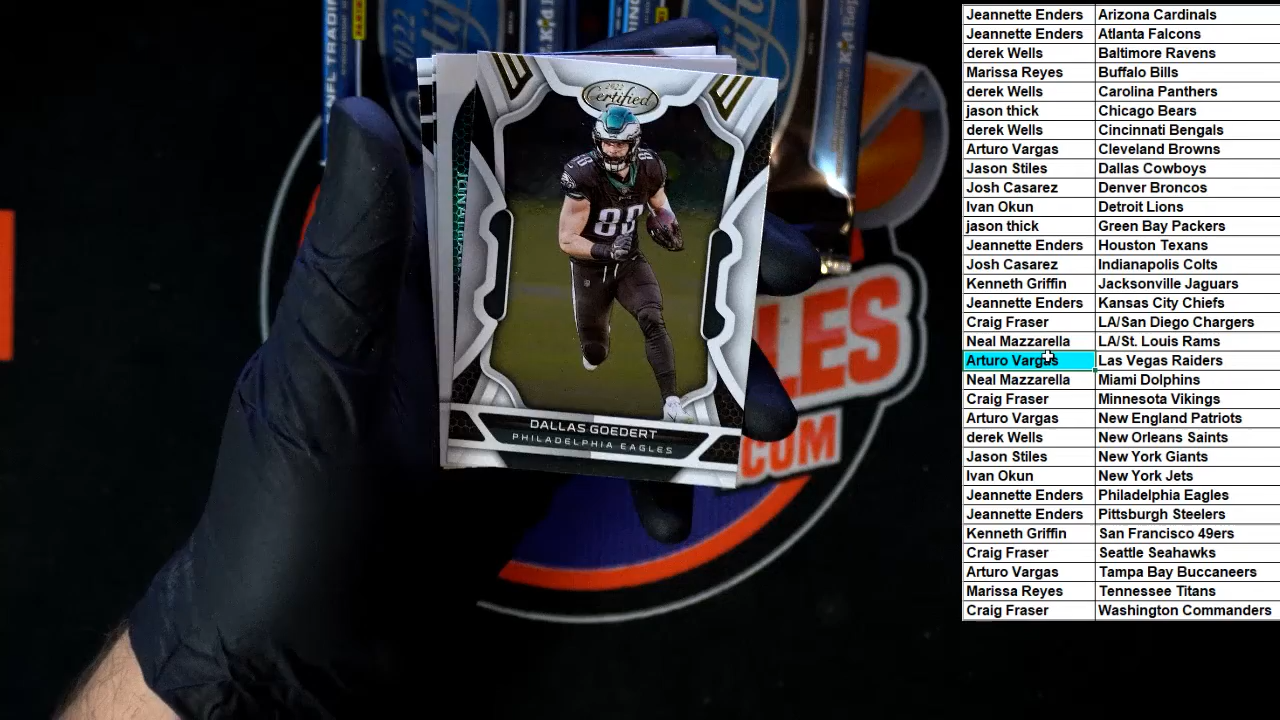 2022
Certified
88
DALLAS GOEDERT
PHILADELPHIA EAGLES
LES
COM
Jeannette Enders Arizona Cardinals
Jeannette Enders Atlanta Falcons
derek Wells Baltimore Ravens
Marissa Reyes Buffalo Bills
derek Wells Carolina Panthers
jason thick Chicago Bears
derek Wells Cincinnati Bengals
Arturo Vargas Cleveland Browns
Jason Stiles Dallas Cowboys
Josh Casarez Denver Broncos
Ivan Okun Detroit Lions
jason thick Green Bay Packers
Jeannette Enders Houston Texans
Josh Casarez Indianapolis Colts
Kenneth Griffin Jacksonville Jaguars
Jeannette Enders Kansas City Chiefs
Craig Fraser LA/San Diego Chargers
Neal Mazzarella LA/St. Louis Rams
Arturo Vargas Las Vegas Raiders
Neal Mazzarella Miami Dolphins
Craig Fraser Minnesota Vikings
Arturo Vargas New England Patriots
derek Wells New Orleans Saints
Jason Stiles New York Giants
Ivan Okun New York Jets
Jeannette Enders Philadelphia Eagles
Jeannette Enders Pittsburgh Steelers
Kenneth Griffin San Francisco 49ers
Craig Fraser Seattle Seahawks
Arturo Vargas Tampa Bay Buccaneers
Marissa Reyes Tennessee Titans
Craig Fraser Washington Commanders